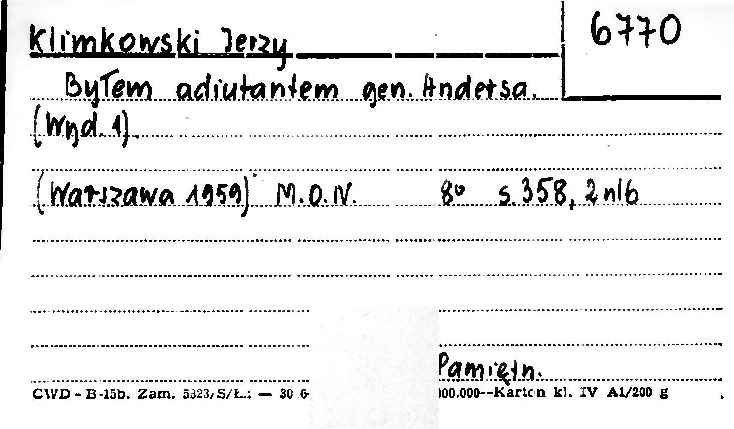 Klimkowski Jerzy
6770
Byłem adiutantem gen. Andersa.
(Wyd. 1)
(Warszawa 1959) M.O.N. 8° s. 358, 2 nlb
Pamiętn.
CWD - B-15b. Zam. 5323/S/Ł.: — 30 6 000.000--Karton kl. IV A1/200 g